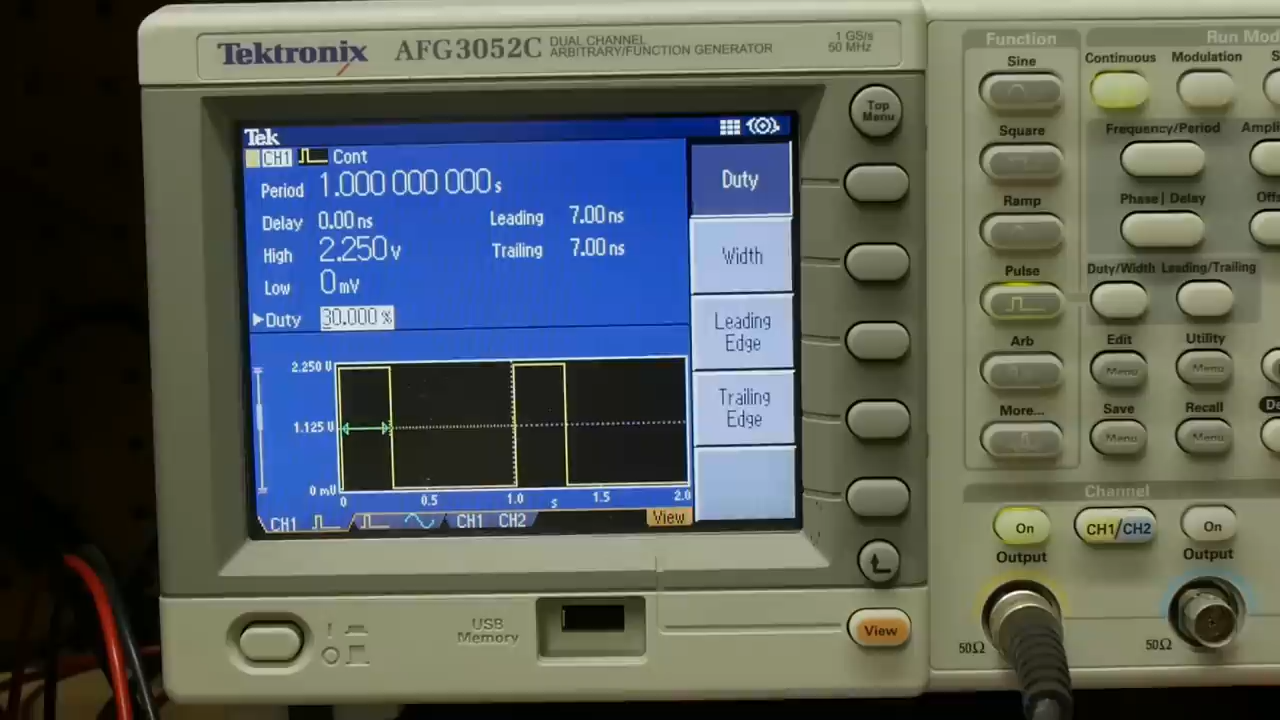 Tektronix AFG3052C DUAL CHANNEL ARBITRARY/FUNCTION GENERATOR 1 GS/s 50 MHz
Tek
CH1 Cont
Period 1.000 000 000 s
Delay 0.00 ns Leading 7.00 ns
High 2.250 V Trailing 7.00 ns
Low 0 mV
Duty 30.000 %
2.250 V
1.125 V
0 mV
0 0.5 1.0 1.5 2.0
s
CH1 CH1 CH2 View
Duty
Width
Leading
Edge
Trailing
Edge
Top
Menu
View
USB
Memory
Function
Sine
Square
Ramp
Pulse
Arb
More...
Continuous Modulation
Frequency/Period
Phase | Delay
Duty/Width Leading/Trailing
Edit Utility
Menu Menu
Save Recall
Menu Menu
Channel
On CH1/CH2 On
Output Output
50Ω 50Ω